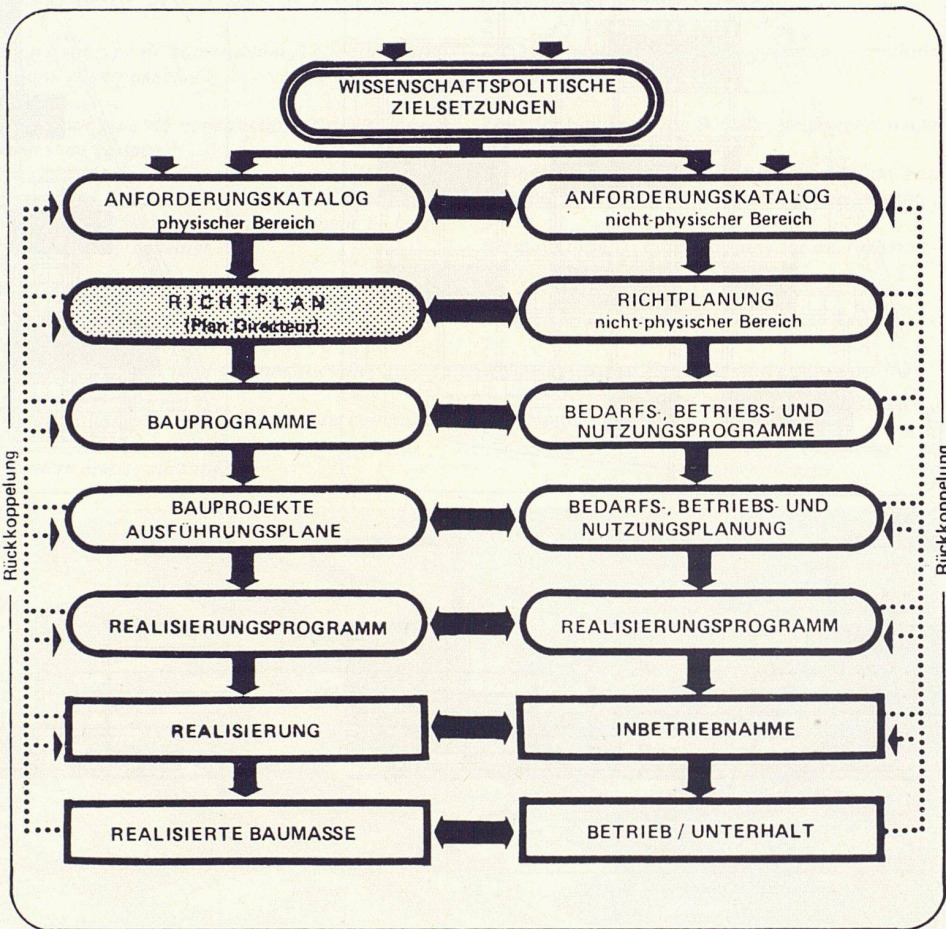 WISSENSCHAFTSPOLITISCHE
ZIELSETZUNGEN
ANFORDERUNGSKATALOG
physischer Bereich
ANFORDERUNGSKATALOG
nicht-physischer Bereich
RICHTPLAN
(Plan Directeur)
RICHTPLANUNG
nicht-physischer Bereich
BAUPROGRAMME
BEDARFS-, BETRIEBS- UND
NUTZUNGSPROGRAMME
BAUPROJEKTE
AUSFÜHRUNGSPLANE
BEDARFS-, BETRIEBS- UND
NUTZUNGSPLANUNG
REALISIERUNGSPROGRAMM
REALISIERUNGSPROGRAMM
REALISIERUNG
INBETRIEBNAHME
REALISIERTE BAUMASSE
BETRIEB / UNTERHALT
Rückkoppelung
Rückkoppelung